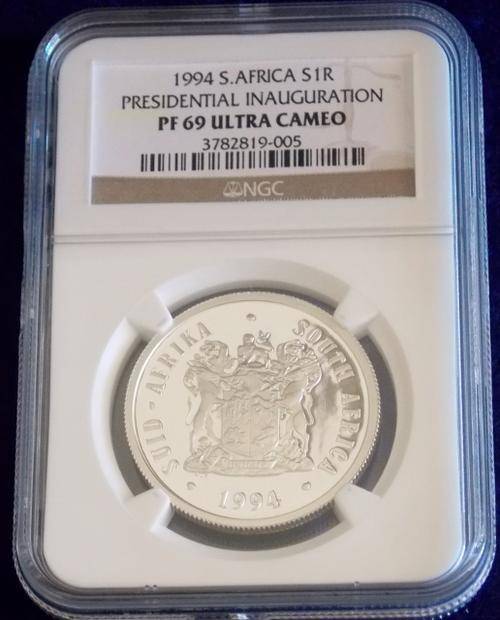 1994 S.AFRICA S1R
PRESIDENTIAL INAUGURATION
PF 69 ULTRA CAMEO
3782819-005
NGC
SUID - AFRIKA
SOUTH AFRICA
1994